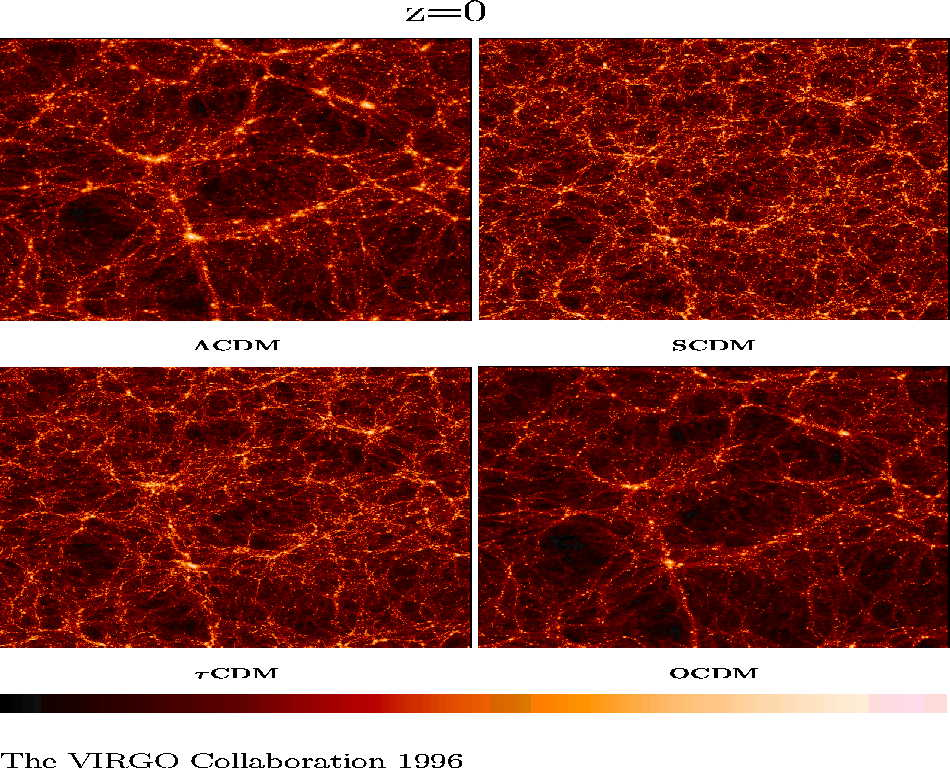 z=0
ΛCDM
SCDM
τCDM
OCDM
The VIRGO Collaboration 1996